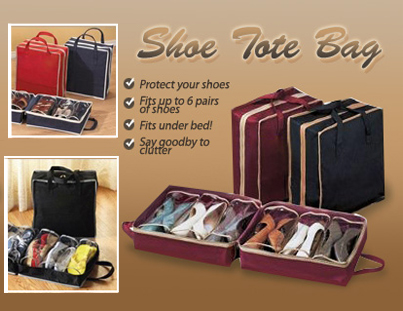 Shoe Tote Bag
Protect your shoes
Fits up to 6 pairs
of shoes
Fits under bed!
Say goodby to
clutter